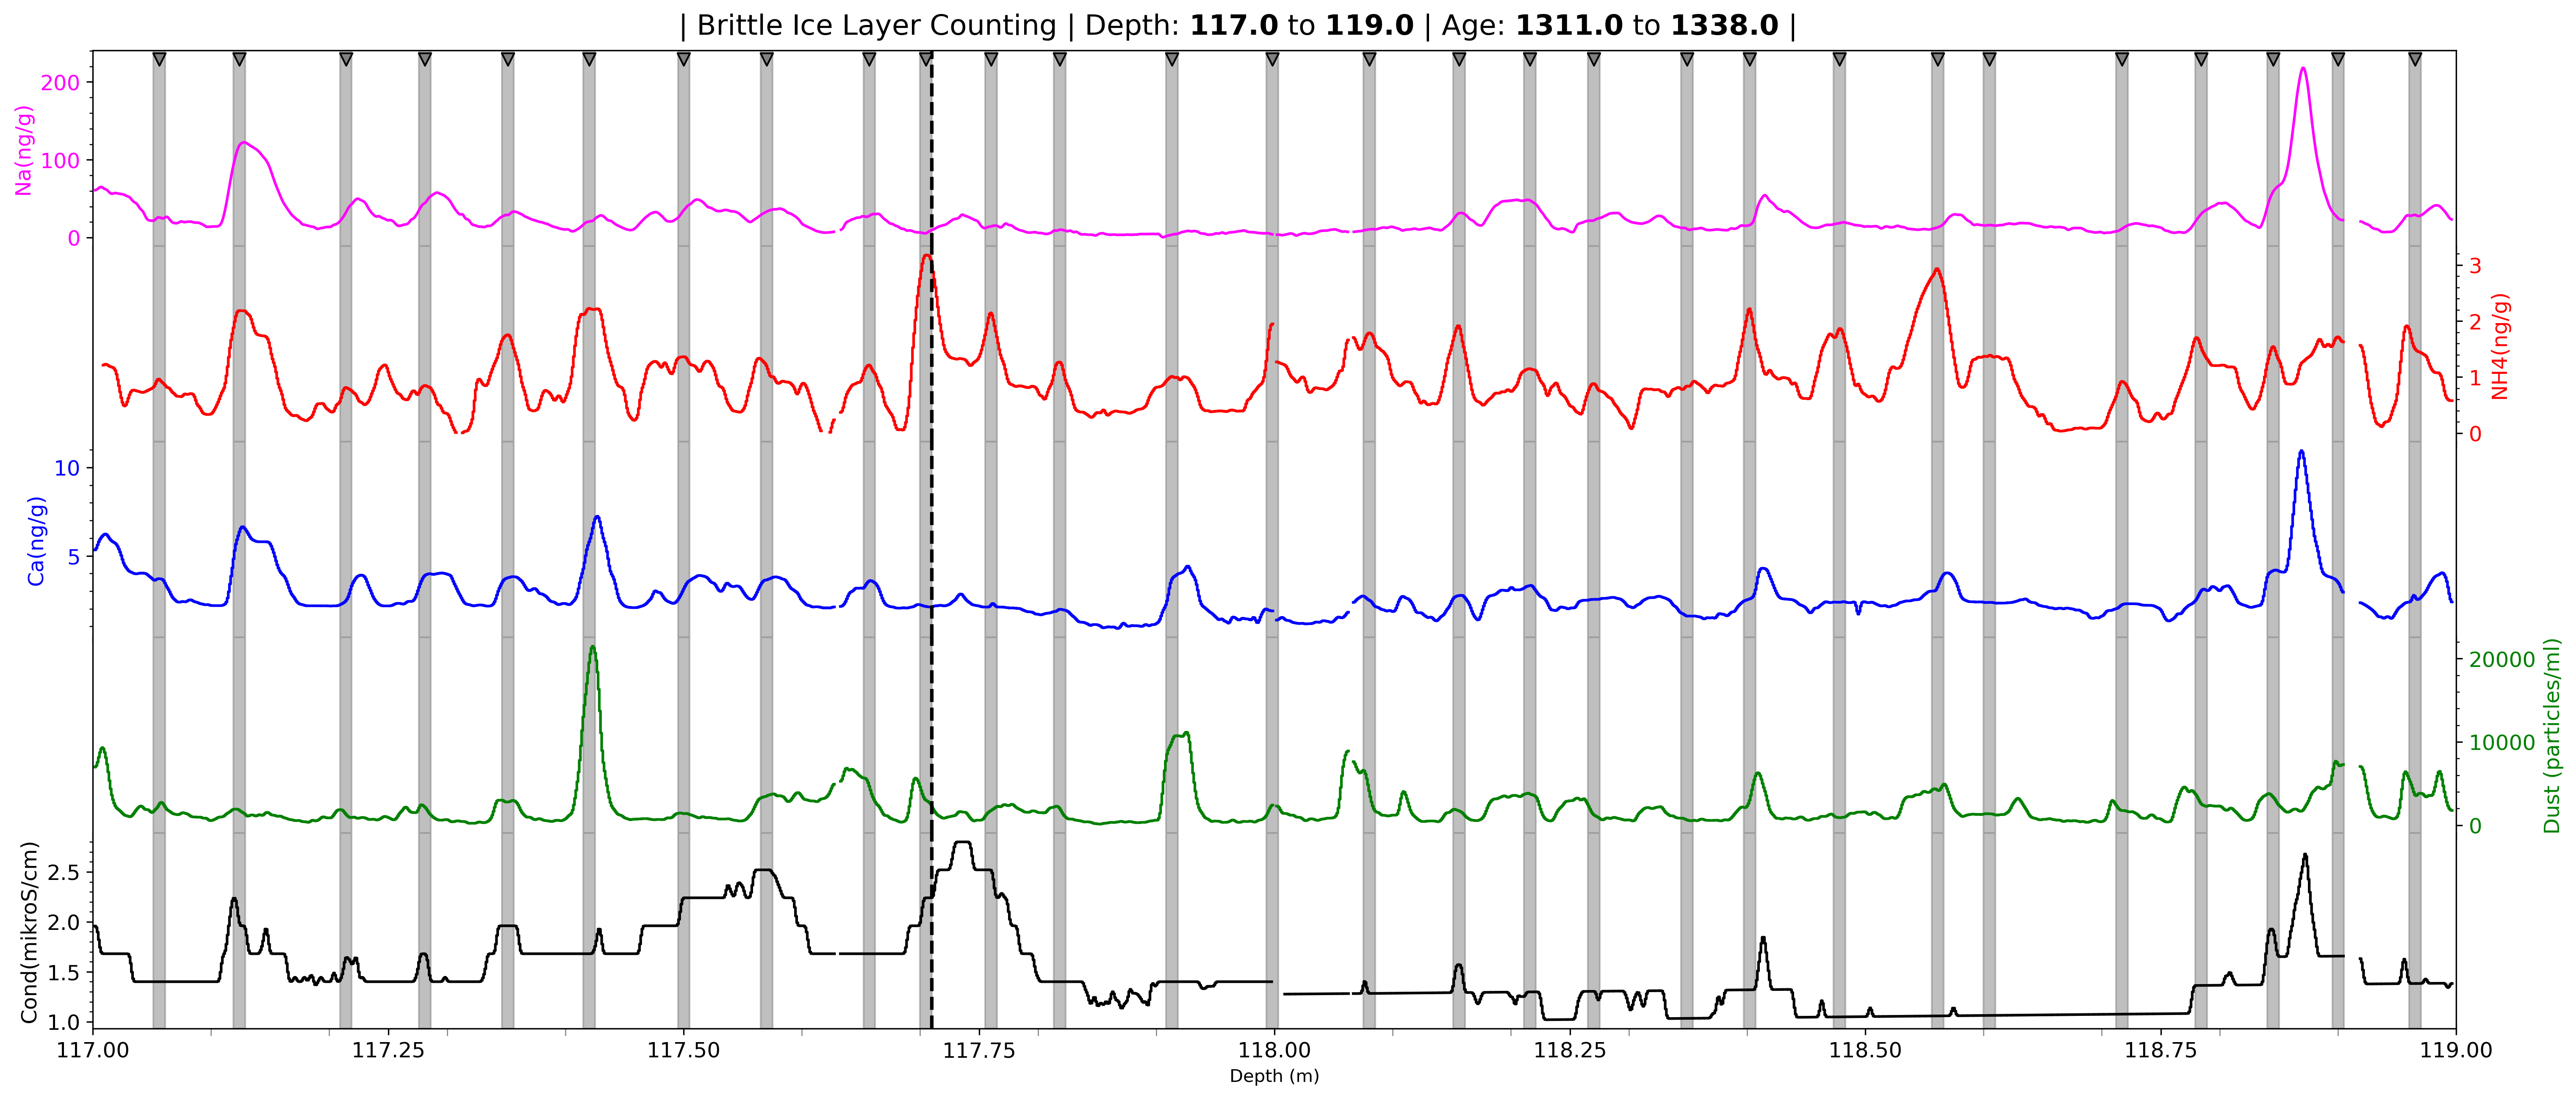 | Brittle Ice Layer Counting | Depth: 117.0 to 119.0 | Age: 1311.0 to 1338.0 |
Na(ng/g)
200
100
0
NH4(ng/g)
3
2
1
0
Ca(ng/g)
10
5
Dust (particles/ml)
20000
10000
0
Cond(mikroS/cm)
2.5
2.0
1.5
1.0
117.00 117.25 117.50 117.75 118.00 118.25 118.50 118.75 119.00
Depth (m)